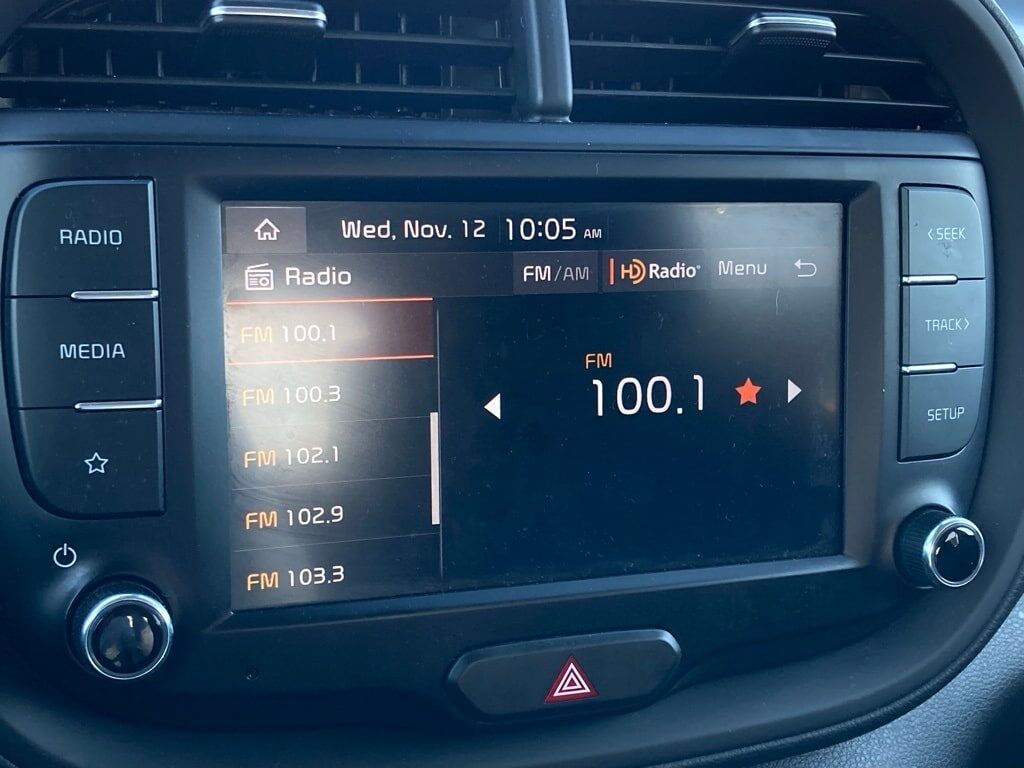 RADIO
MEDIA
Wed, Nov. 12 10:05 AM
Radio FM/AM HD Radio® Menu
FM 100.1
FM 100.3
FM 102.1
FM 102.9
FM 103.3
FM
100.1
<SEEK
TRACK>
SETUP